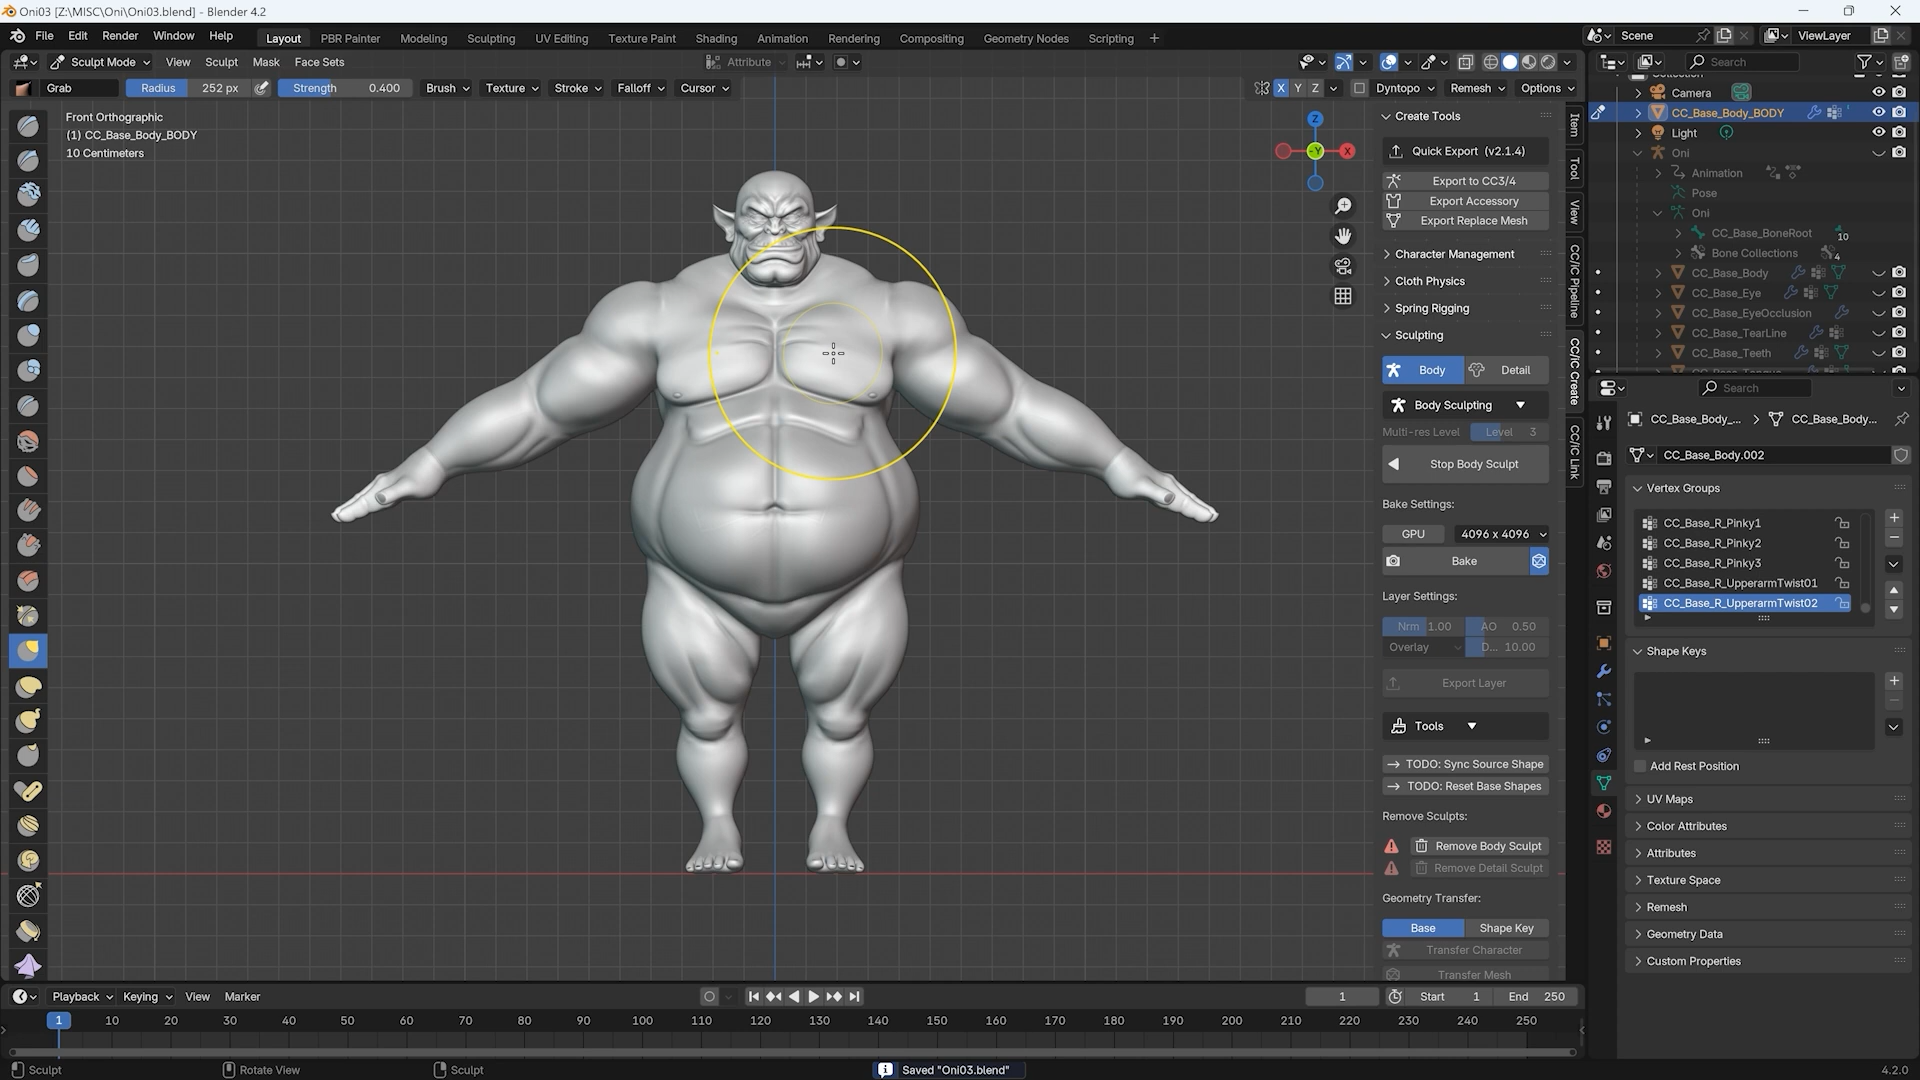 Oni03 [Z:\MISC\Oni\Oni03.blend] - Blender 4.2
File Edit Render Window Help Layout PBR Painter Modeling Sculpting UV Editing Texture Paint Shading Animation Rendering Compositing Geometry Nodes Scripting + Scene ViewLayer
Sculpt Mode View Sculpt Mask Face Sets Attribute Search
Grab Radius 252 px Strength 0.400 Brush Texture Stroke Falloff Cursor X Y Z Dyntopo Remesh Options
Front Orthographic
(1) CC_Base_Body_BODY
10 Centimeters
Z
-Y
X
Create Tools
Quick Export (v2.1.4)
Export to CC3/4
Export Accessory
Export Replace Mesh
Character Management
Cloth Physics
Spring Rigging
Sculpting
Body Detail
Body Sculpting
Multi-res Level Level 3
Stop Body Sculpt
Bake Settings:
GPU 4096 x 4096
Bake
Layer Settings:
Nrm 1.00 AO 0.50
Overlay D... 10.00
Export Layer
Tools
TODO: Sync Source Shape
TODO: Reset Base Shapes
Remove Sculpts:
Remove Body Sculpt
Remove Detail Sculpt
Geometry Transfer:
Base Shape Key
Transfer Character
Transfer Mesh
Item
Tool
View
CC/iC Pipeline
CC/iC Create
CC/iC Link
Collection
Camera
CC_Base_Body_BODY
Light
Oni
Animation
Pose
Oni
CC_Base_BoneRoot 10
Bone Collections 4
CC_Base_Body
CC_Base_Eye
CC_Base_EyeOcclusion
CC_Base_TearLine
CC_Base_Teeth
Search
CC_Base_Body_... CC_Base_Body...
CC_Base_Body.002
Vertex Groups
CC_Base_R_Pinky1
CC_Base_R_Pinky2
CC_Base_R_Pinky3
CC_Base_R_UpperarmTwist01
CC_Base_R_UpperarmTwist02
Shape Keys
Add Rest Position
UV Maps
Color Attributes
Attributes
Texture Space
Remesh
Geometry Data
Custom Properties
Playback Keying View Marker 1 Start 1 End 250
1 10 20 30 40 50 60 70 80 90 100 110 120 130 140 150 160 170 180 190 200 210 220 230 240 250
Sculpt Rotate View Sculpt Saved "Oni03.blend" 4.2.0